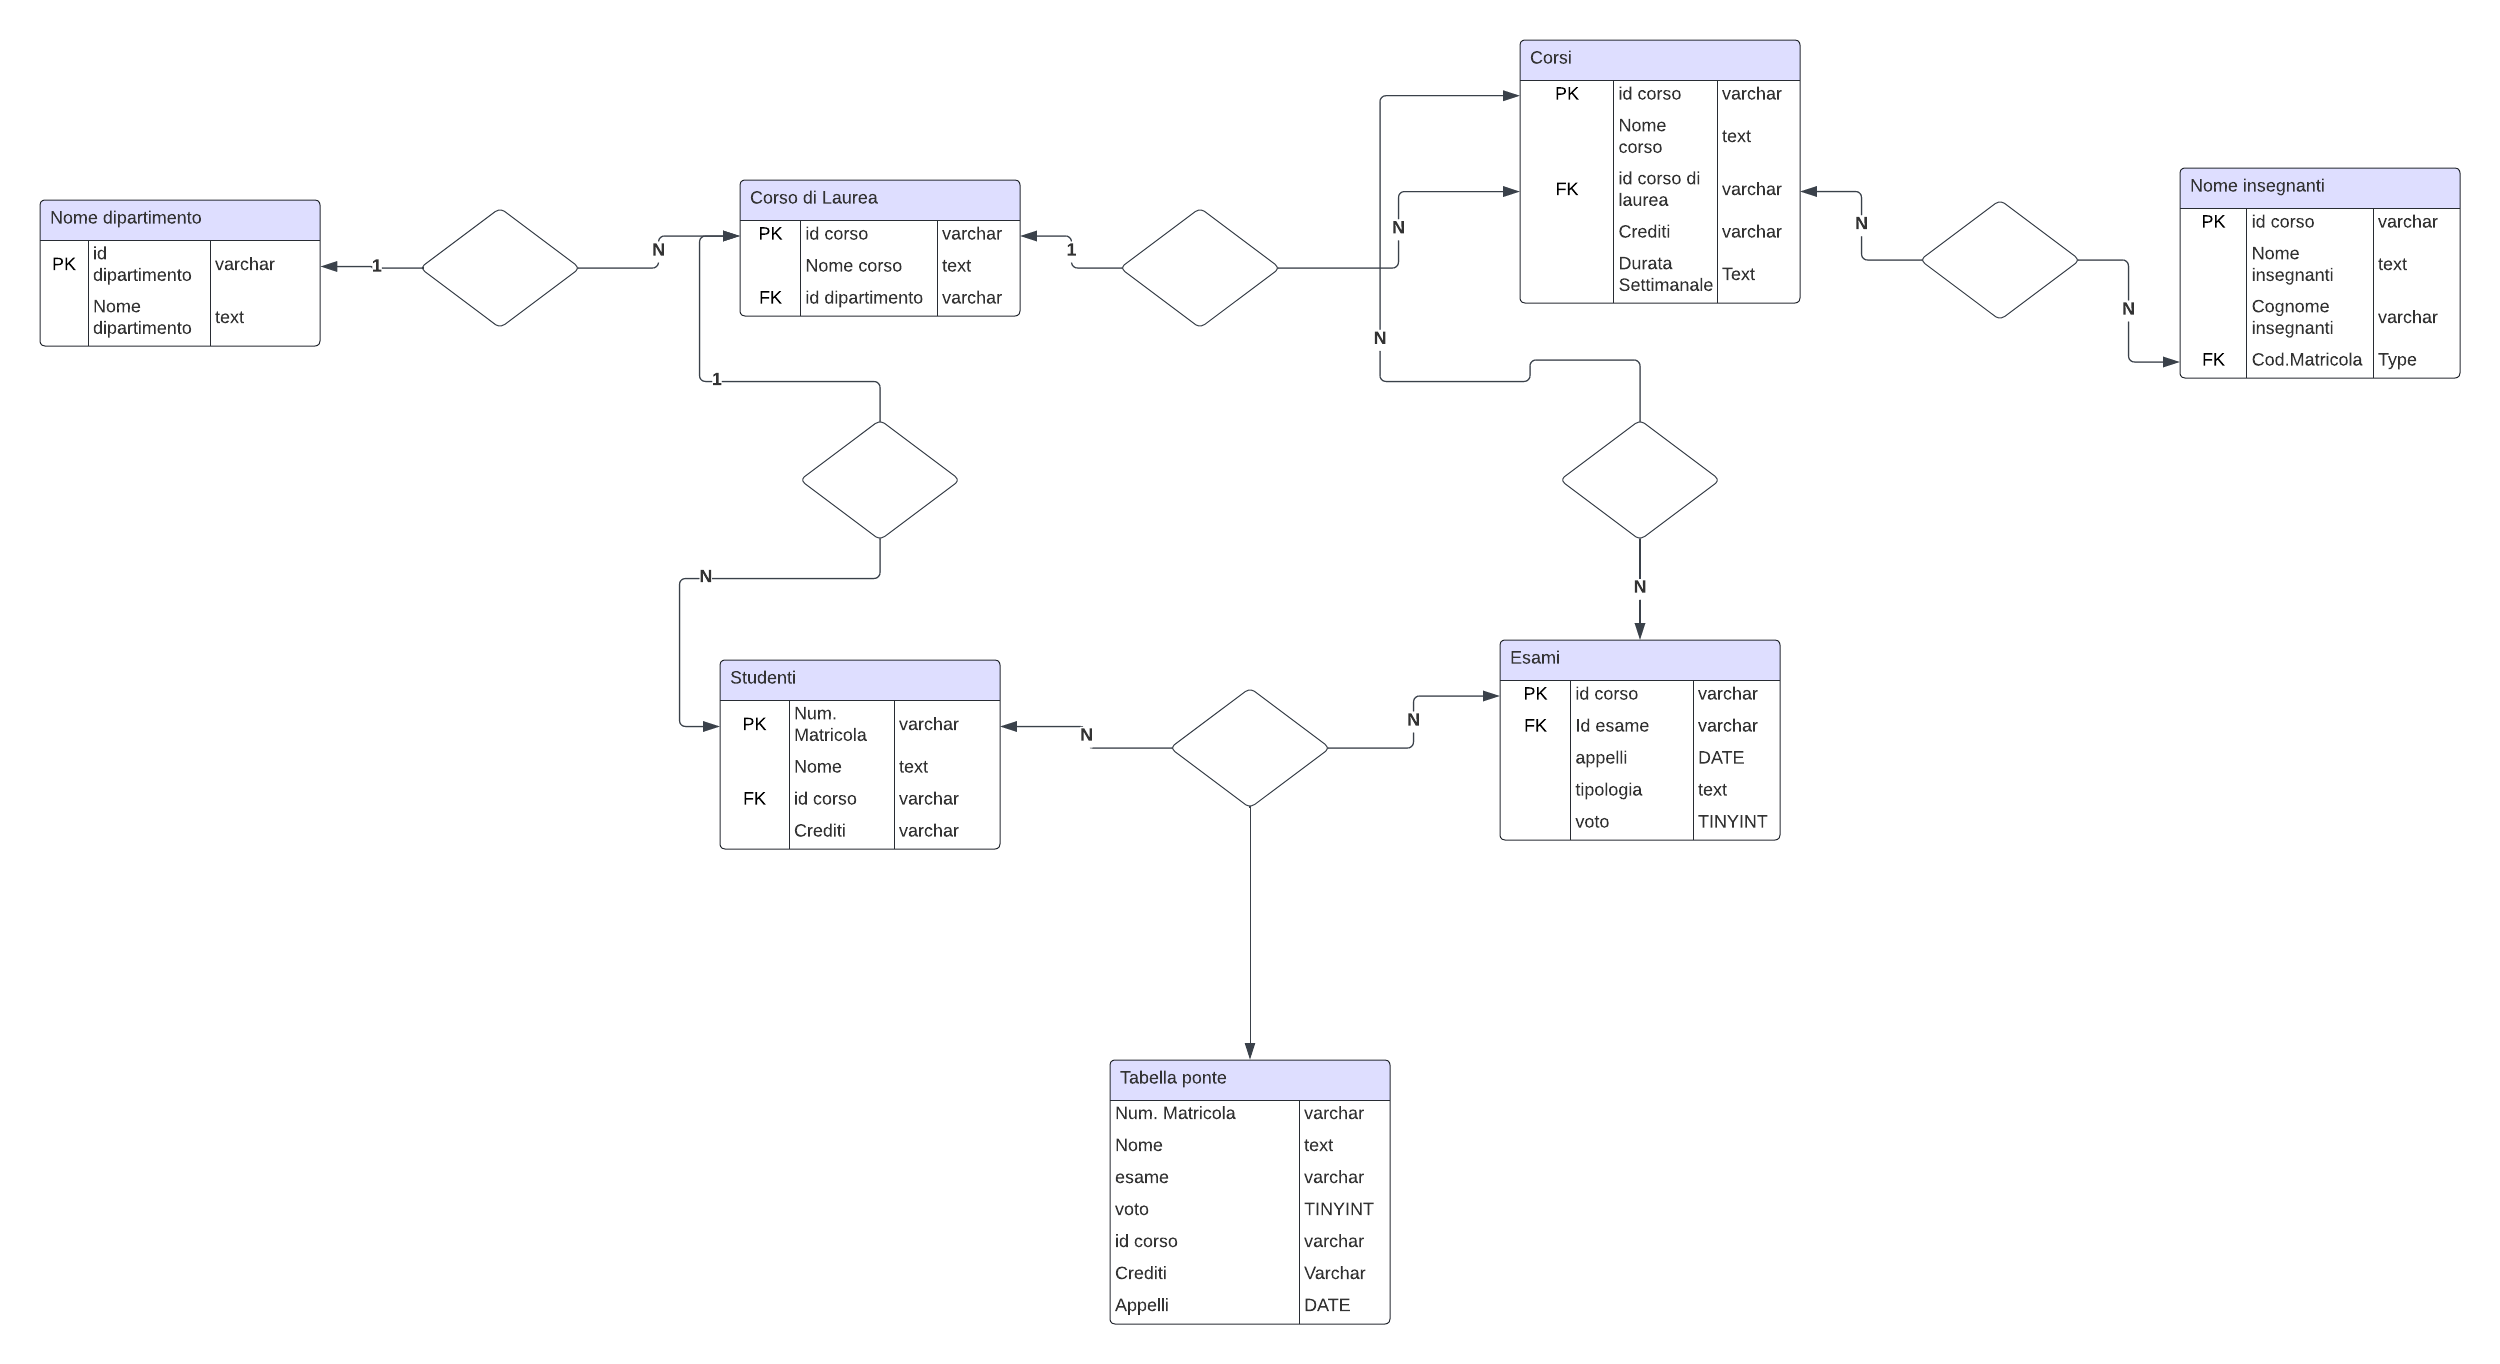 Nome dipartimento
PK
id
dipartimento
varchar
Nome
dipartimento
text
1
N
Corso di Laurea
PK
id corso
varchar
Nome corso
text
FK
id dipartimento
varchar
1
N
Corsi
PK
id corso
varchar
Nome
corso
text
FK
id corso di
laurea
varchar
Crediti
varchar
Durata
Settimanale
Text
N
N
Nome insegnanti
PK
id corso
varchar
Nome
insegnanti
text
Cognome
insegnanti
varchar
FK
Cod.Matricola
Type
1
N
N
N
Studenti
PK
Num.
Matricola
varchar
Nome
text
FK
id corso
varchar
Crediti
varchar
N
N
Esami
PK
id corso
varchar
FK
Id esame
varchar
appelli
DATE
tipologia
text
voto
TINYINT
Tabella ponte
Num. Matricola
varchar
Nome
text
esame
varchar
voto
TINYINT
id corso
varchar
Crediti
Varchar
Appelli
DATE